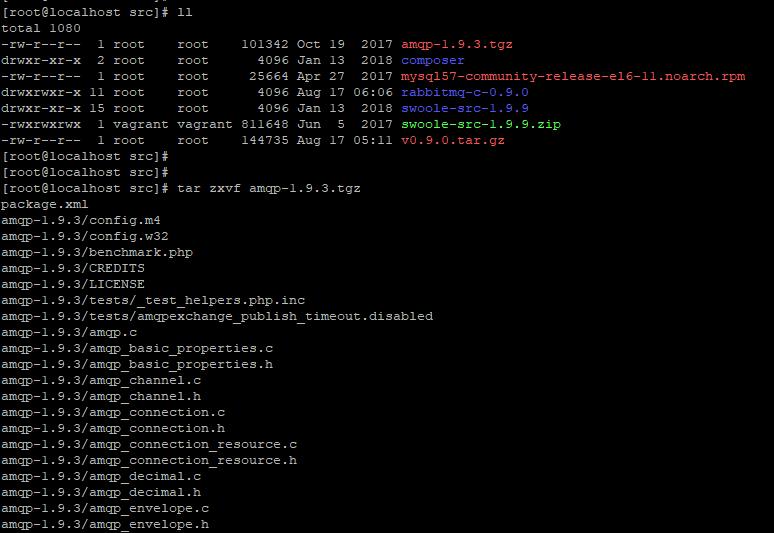 [root@localhost src]# ll
total 1080
-rw-r--r--  1 root    root    101342 Oct 19  2017 amqp-1.9.3.tgz
drwxr-xr-x  2 root    root      4096 Jan 13  2018 composer
-rw-r--r--  1 root    root     25664 Apr 27  2017 mysql57-community-release-el6-11.noarch.rpm
drwxrwxr-x 11 root    root      4096 Aug 17 06:06 rabbitmq-c-0.9.0
drwxr-xr-x 15 root    root      4096 Jan 13  2018 swoole-src-1.9.9
-rwxrwxrwx  1 vagrant vagrant 811648 Jun  5  2017 swoole-src-1.9.9.zip
-rw-r--r--  1 root    root    144735 Aug 17 05:11 v0.9.0.tar.gz
[root@localhost src]#
[root@localhost src]#
[root@localhost src]# tar zxvf amqp-1.9.3.tgz
package.xml
amqp-1.9.3/config.m4
amqp-1.9.3/config.w32
amqp-1.9.3/benchmark.php
amqp-1.9.3/CREDITS
amqp-1.9.3/LICENSE
amqp-1.9.3/tests/_test_helpers.php.inc
amqp-1.9.3/tests/amqpexchange_publish_timeout.disabled
amqp-1.9.3/amqp.c
amqp-1.9.3/amqp_basic_properties.c
amqp-1.9.3/amqp_basic_properties.h
amqp-1.9.3/amqp_channel.c
amqp-1.9.3/amqp_channel.h
amqp-1.9.3/amqp_connection.c
amqp-1.9.3/amqp_connection.h
amqp-1.9.3/amqp_connection_resource.c
amqp-1.9.3/amqp_connection_resource.h
amqp-1.9.3/amqp_decimal.c
amqp-1.9.3/amqp_decimal.h
amqp-1.9.3/amqp_envelope.c
amqp-1.9.3/amqp_envelope.h